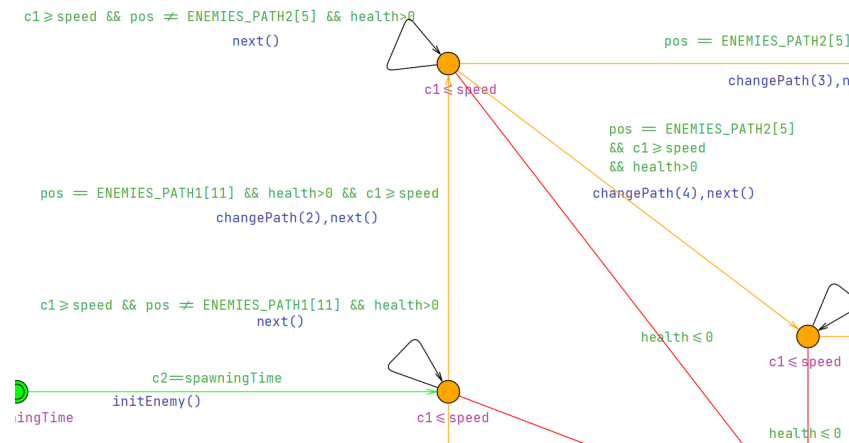 c1⩾speed && pos ≠ ENEMIES_PATH2[5] && health>0
next()
pos == ENEMIES_PATH2[5]
changePath(3),n
c1⩽speed
pos == ENEMIES_PATH2[5]
&& c1⩾speed
&& health>0
changePath(4),next()
pos == ENEMIES_PATH1[11] && health>0 && c1⩾speed
changePath(2),next()
c1⩾speed && pos ≠ ENEMIES_PATH1[11] && health>0
next()
health⩽0
c1⩽speed
c2==spawningTime
initEnemy()
ningTime
c1⩽speed
health⩽0